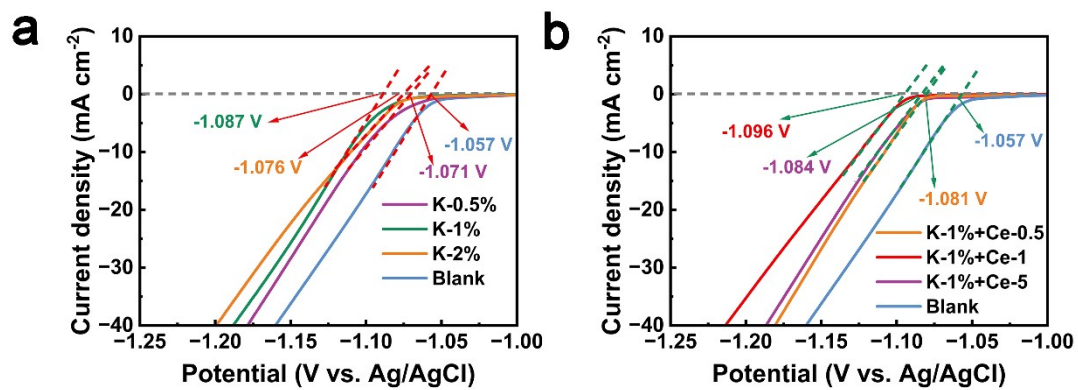 a
Current density (mA cm⁻²)
10
0
−10
−20
−30
−40
-1.087 V
-1.076 V
-1.057 V
-1.071 V
K-0.5%
K-1%
K-2%
Blank
−1.25 −1.20 −1.15 −1.10 −1.05 −1.00
Potential (V vs. Ag/AgCl)
b
Current density (mA cm⁻²)
10
0
−10
−20
−30
−40
-1.096 V
-1.084 V
-1.057 V
-1.081 V
K-1%+Ce-0.5
K-1%+Ce-1
K-1%+Ce-5
Blank
−1.25 −1.20 −1.15 −1.10 −1.05 −1.00
Potential (V vs. Ag/AgCl)